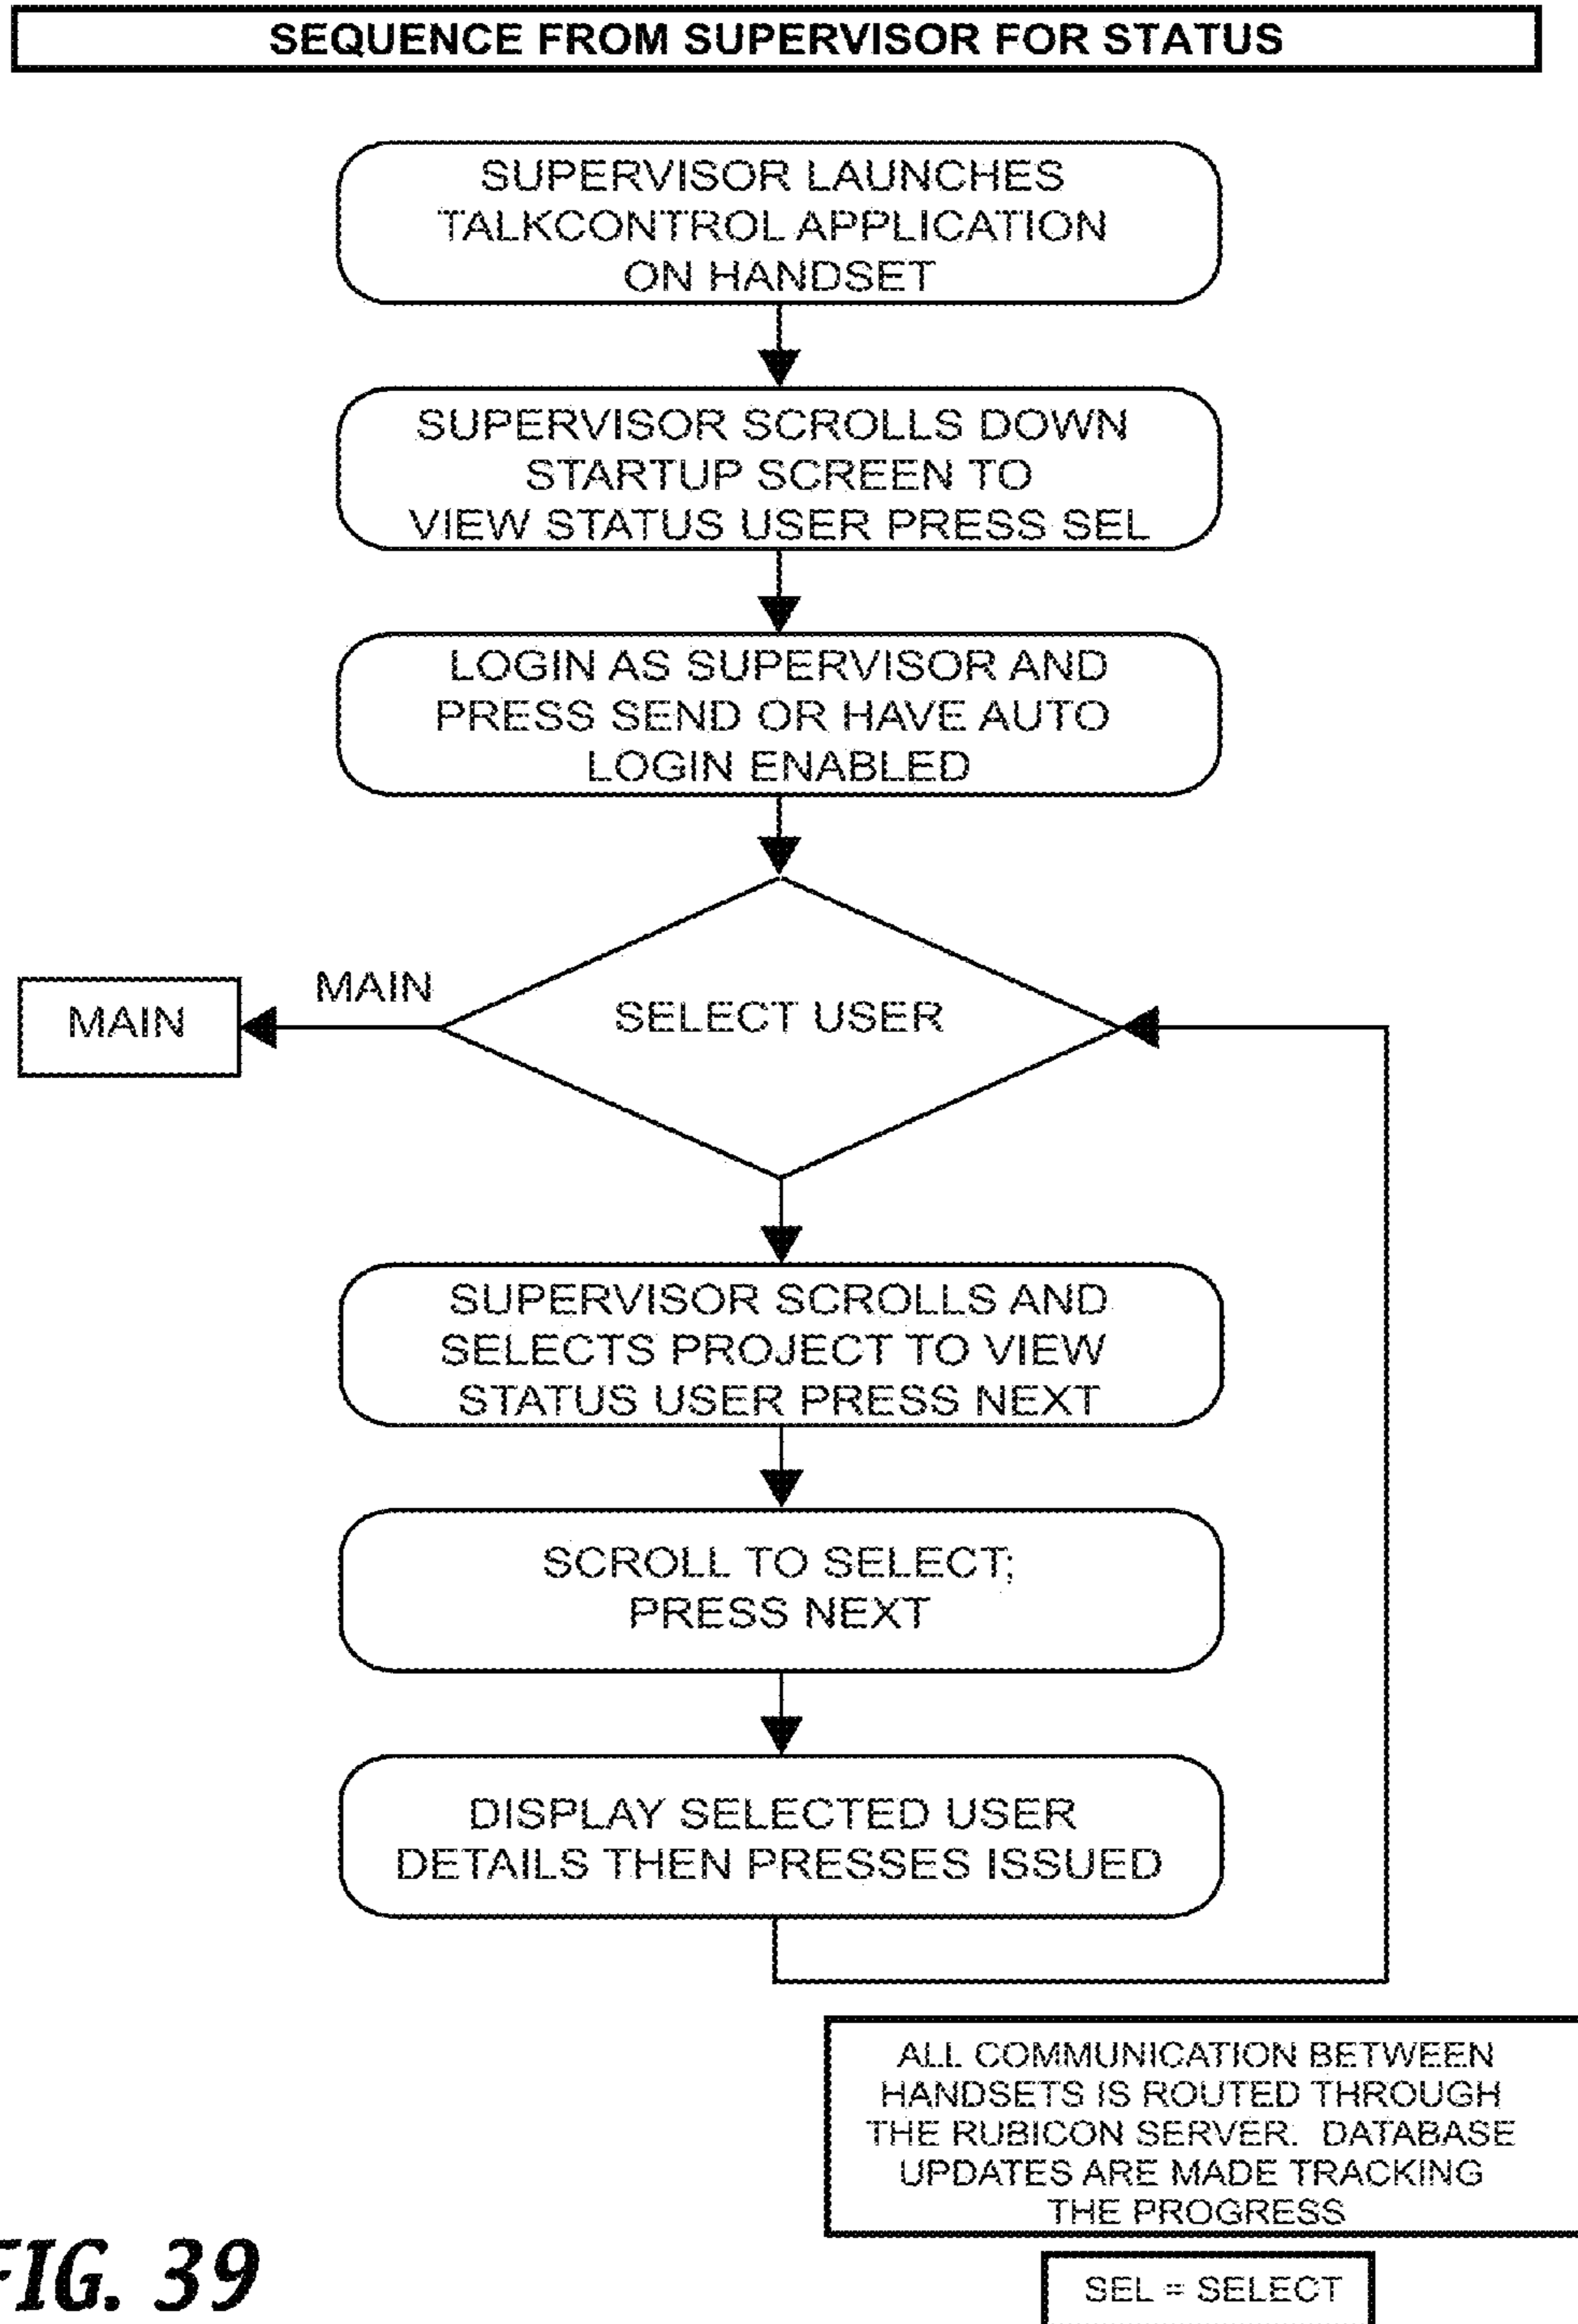 SEQUENCE FROM SUPERVISOR FOR STATUS
SUPERVISOR LAUNCHES
TALKCONTROL APPLICATION
ON HANDSET
SUPERVISOR SCROLLS DOWN
STARTUP SCREEN TO
VIEW STATUS USER PRESS SEL
LOGIN AS SUPERVISOR AND
PRESS SEND OR HAVE AUTO
LOGIN ENABLED
MAIN
MAIN
SELECT USER
SUPERVISOR SCROLLS AND
SELECTS PROJECT TO VIEW
STATUS USER PRESS NEXT
SCROLL TO SELECT;
PRESS NEXT
DISPLAY SELECTED USER
DETAILS THEN PRESSES ISSUED
ALL COMMUNICATION BETWEEN
HANDSETS IS ROUTED THROUGH
THE RUBICON SERVER. DATABASE
UPDATES ARE MADE TRACKING
THE PROGRESS
FIG. 39
SEL = SELECT